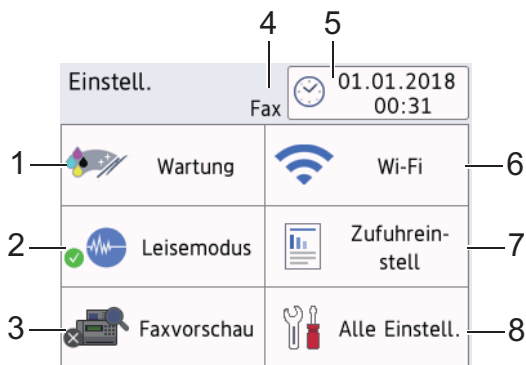 4
5
Einstell.
Fax
01.01.2018
00:31
1
Wartung
Wi-Fi
6
2
Leisemodus
Zufuhrein-
stell
7
3
Faxvorschau
Alle Einstell.
8